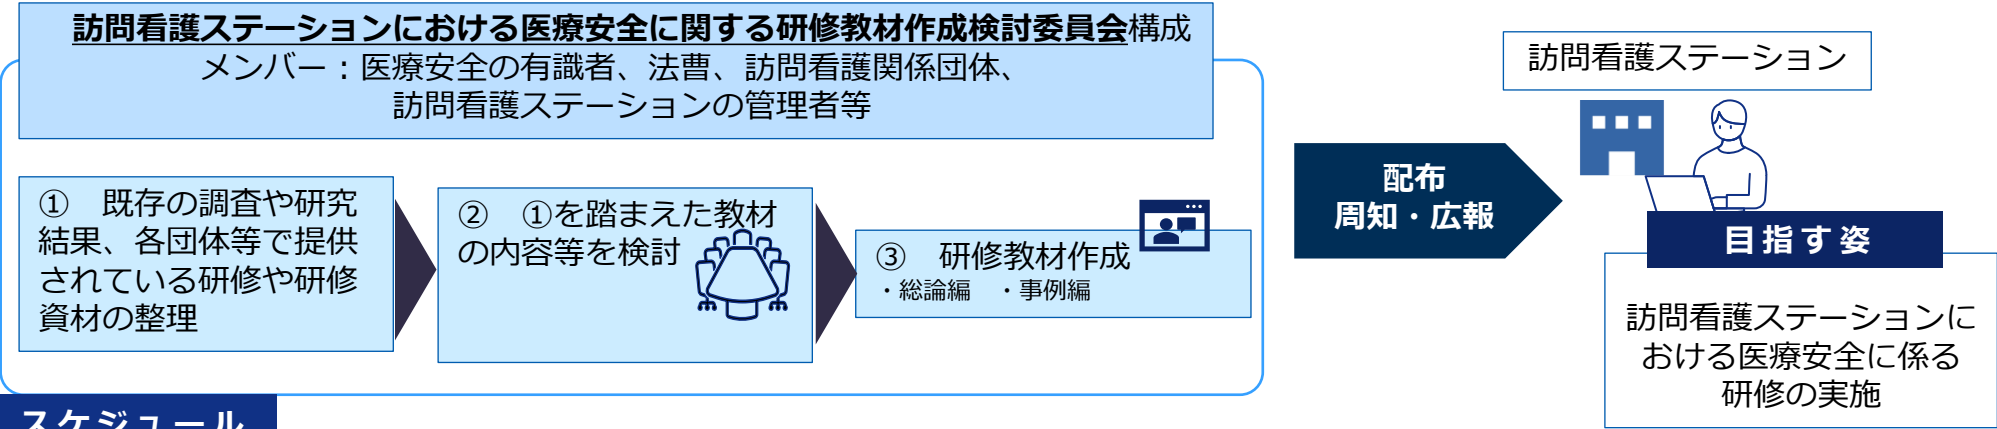 訪問看護ステーションにおける医療安全に関する研修教材作成検討委員会構成
メンバー：医療安全の有識者、法曹、訪問看護関係団体、
訪問看護ステーションの管理者等
①　既存の調査や研究
結果、各団体等で提供
されている研修や研修
資材の整理
②　①を踏まえた教材
の内容等を検討
③　研修教材作成
・総論編　・事例編
配布
周知・広報
訪問看護ステーション
目指す姿
訪問看護ステーションに
おける医療安全に係る
研修の実施
スケジュール